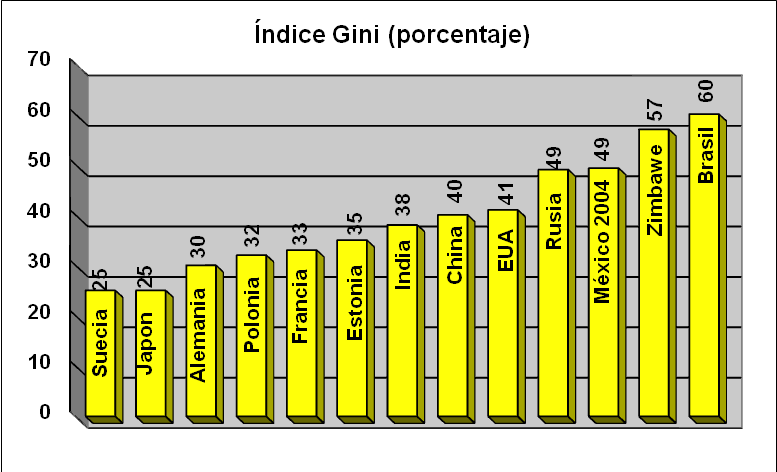 Índice Gini (porcentaje)
70
60
50
40
30
20
10
0
25
Suecia
25
Japon
30
Alemania
32
Polonia
33
Francia
35
Estonia
38
India
40
China
41
EUA
49
Rusia
49
México 2004
57
Zimbawe
60
Brasil